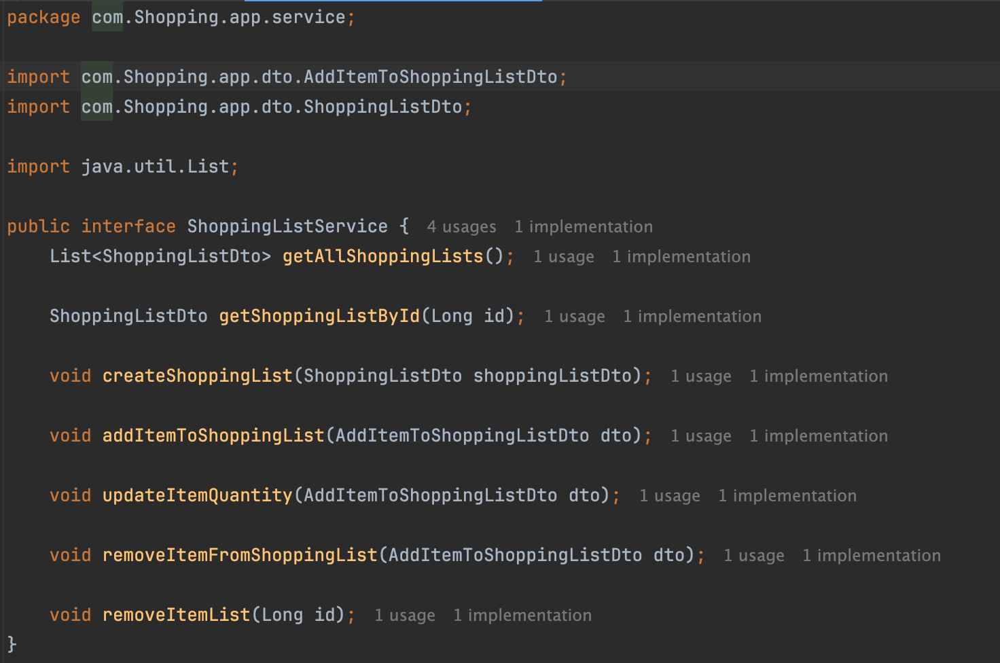 package com.Shopping.app.service;
import com.Shopping.app.dto.AddItemToShoppingListDto;
import com.Shopping.app.dto.ShoppingListDto;
import java.util.List;
public interface ShoppingListService { 4 usages 1 implementation
List<ShoppingListDto> getAllShoppingLists(); 1 usage 1 implementation
ShoppingListDto getShoppingListById(Long id); 1 usage 1 implementation
void createShoppingList(ShoppingListDto shoppingListDto); 1 usage 1 implementation
void addItemToShoppingList(AddItemToShoppingListDto dto); 1 usage 1 implementation
void updateItemQuantity(AddItemToShoppingListDto dto); 1 usage 1 implementation
void removeItemFromShoppingList(AddItemToShoppingListDto dto); 1 usage 1 implementation
void removeItemList(Long id); 1 usage 1 implementation
}